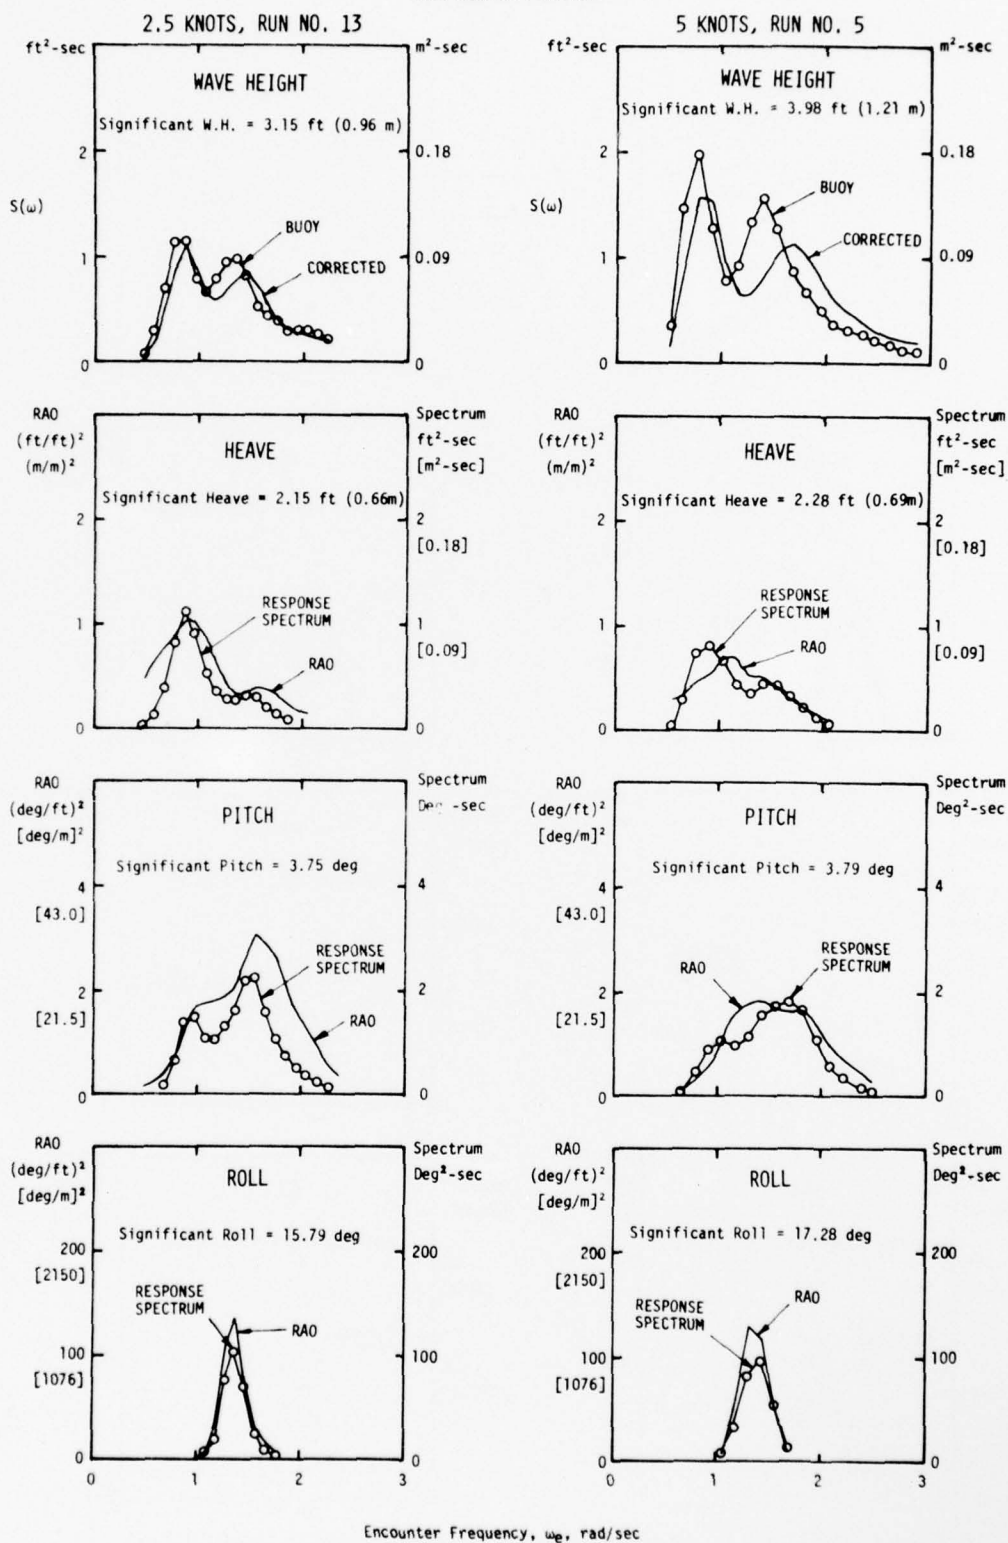 2.5 KNOTS, RUN NO. 13
ft²-sec
m²-sec
WAVE HEIGHT
Significant W.H. = 3.15 ft (0.96 m)
2
0.18
S(ω)
BUOY
CORRECTED
1
0.09
0
0
5 KNOTS, RUN NO. 5
ft²-sec
m²-sec
WAVE HEIGHT
Significant W.H. = 3.98 ft (1.21 m)
2
0.18
S(ω)
BUOY
CORRECTED
1
0.09
0
0
RAO
(ft/ft)²
(m/m)²
Spectrum
ft²-sec
[m²-sec]
HEAVE
Significant Heave = 2.15 ft (0.66m)
2
2
[0.18]
RESPONSE
SPECTRUM
RAO
1
1
[0.09]
0
0
RAO
(ft/ft)²
(m/m)²
Spectrum
ft²-sec
[m²-sec]
HEAVE
Significant Heave = 2.28 ft (0.69m)
2
2
[0.18]
RESPONSE
SPECTRUM
RAO
1
1
[0.09]
0
0
RAO
(deg/ft)²
[deg/m]²
Spectrum
-sec
PITCH
Significant Pitch = 3.75 deg
4
4
[43.0]
RESPONSE
SPECTRUM
RAO
2
2
[21.5]
0
0
RAO
(deg/ft)²
[deg/m]²
Spectrum
Deg²-sec
PITCH
Significant Pitch = 3.79 deg
4
4
[43.0]
RAO
RESPONSE
SPECTRUM
2
2
[21.5]
0
0
RAO
(deg/ft)²
[deg/m]²
Spectrum
Deg²-sec
ROLL
Significant Roll = 15.79 deg
200
200
[2150]
RESPONSE
SPECTRUM
RAO
100
100
[1076]
0
0
0 1 2 3
RAO
(deg/ft)²
[deg/m]²
Spectrum
Deg²-sec
ROLL
Significant Roll = 17.28 deg
200
200
[2150]
RESPONSE
SPECTRUM
RAO
100
100
[1076]
0
0
0 1 2 3
Encounter Frequency, ωe, rad/sec